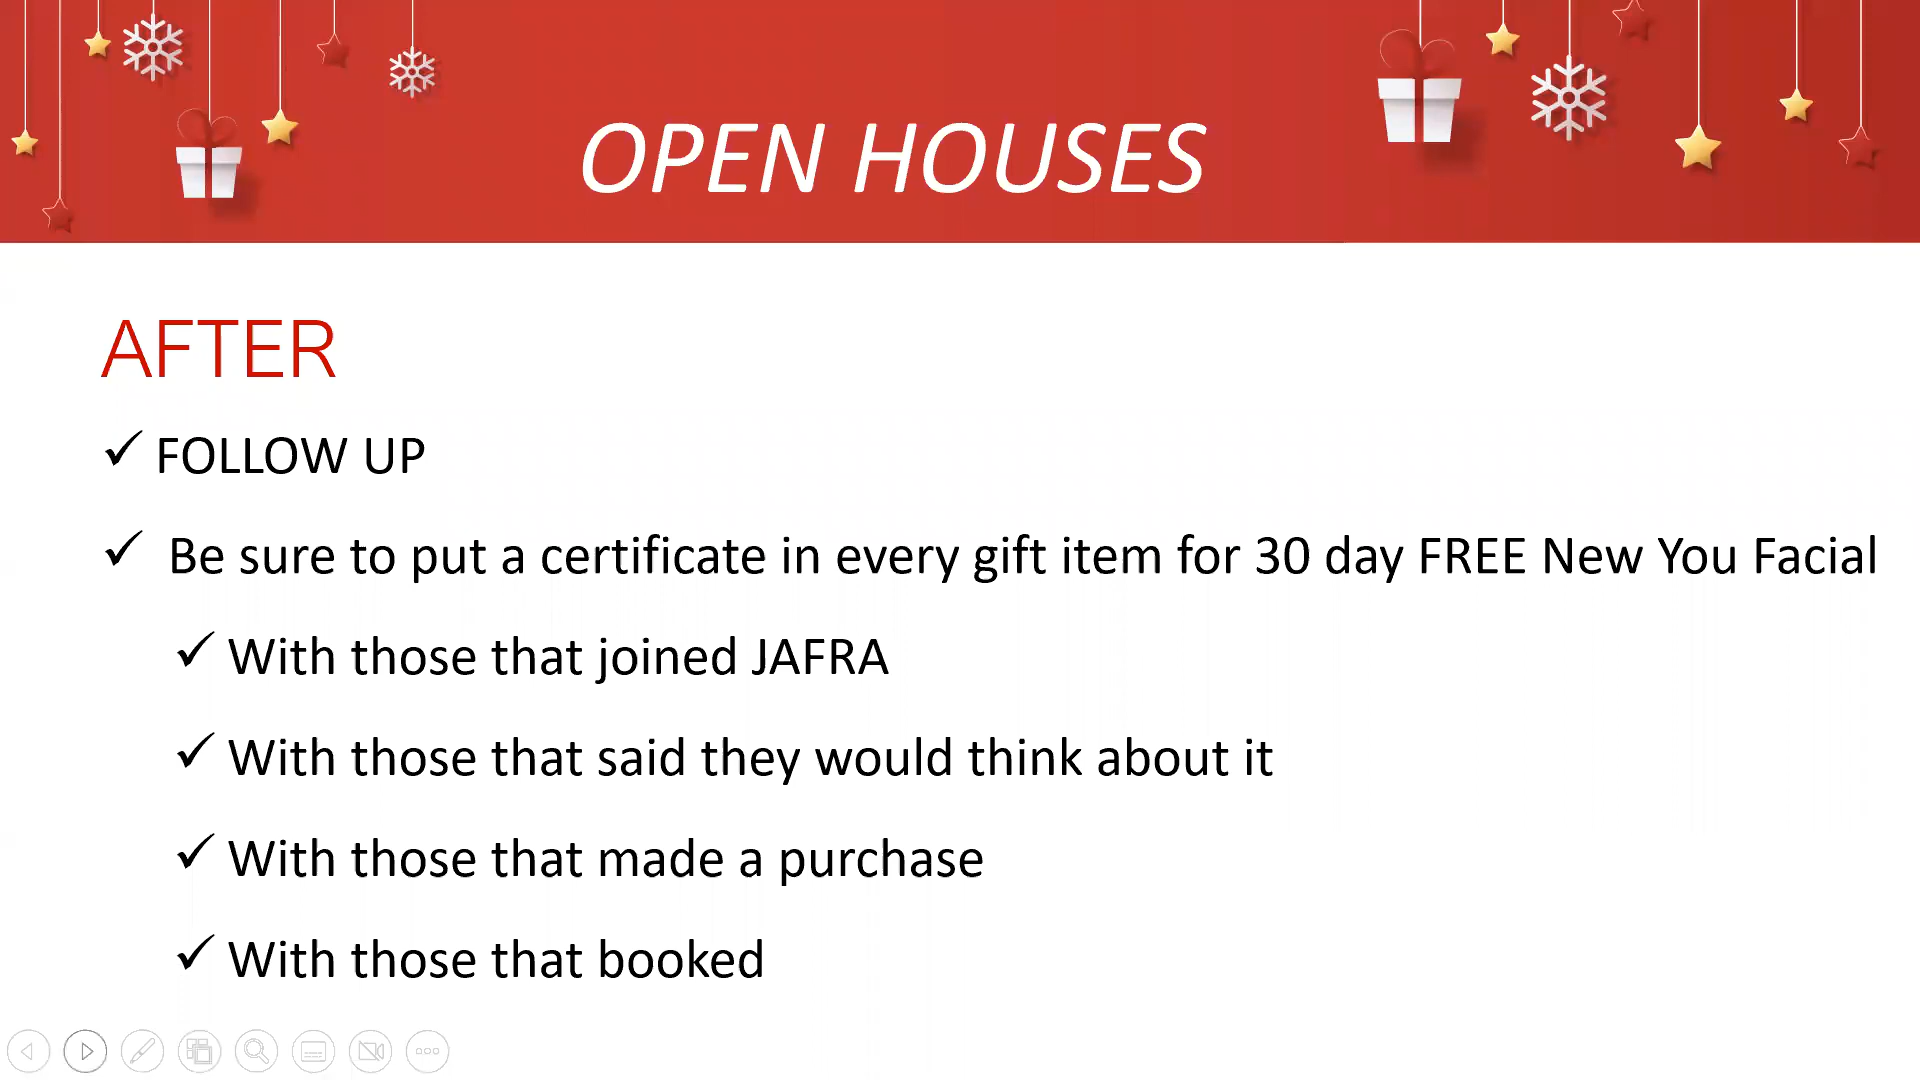 OPEN HOUSES
AFTER
✓ FOLLOW UP
✓ Be sure to put a certificate in every gift item for 30 day FREE New You Facial
✓ With those that joined JAFRA
✓ With those that said they would think about it
✓ With those that made a purchase
✓ With those that booked